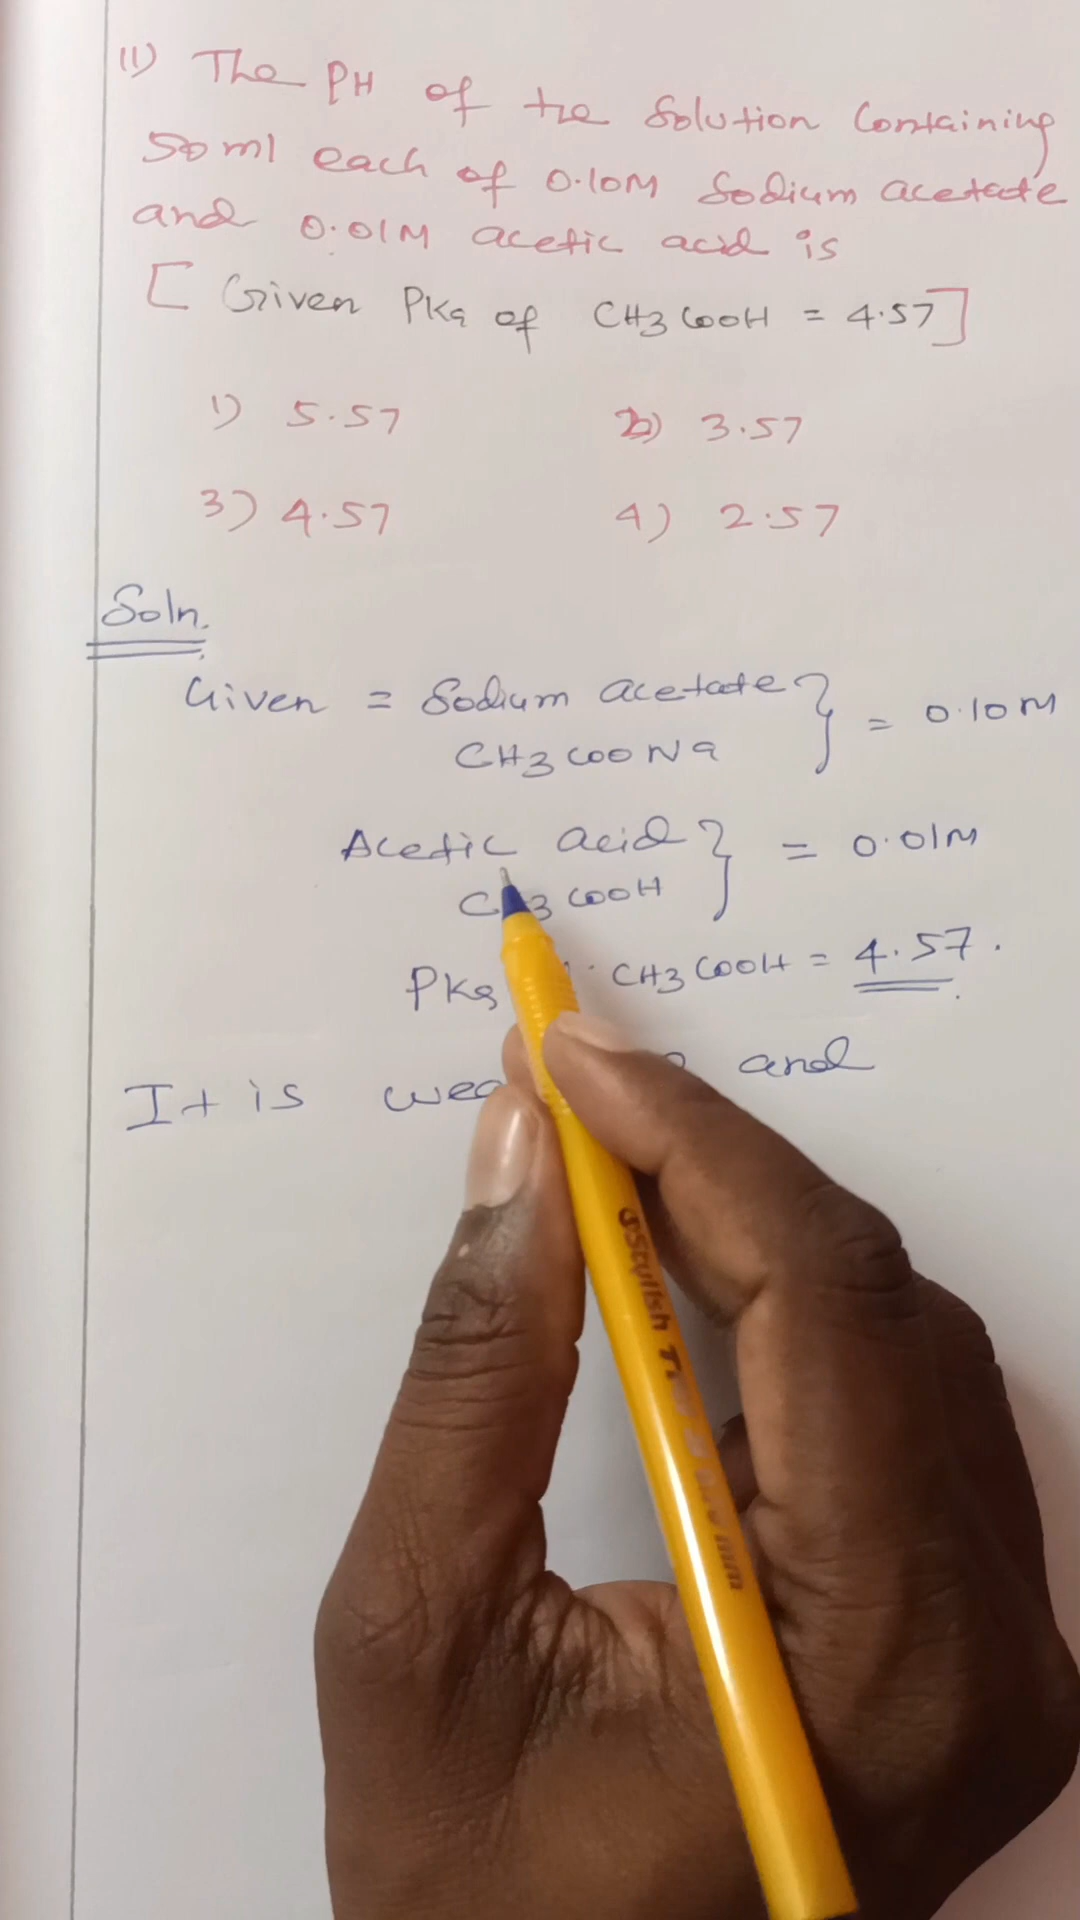 11) The PH of the Solution Containing
50 ml each of 0.10M Sodium acetate
and 0.01M acetic acid is
[ Given PKa of CH3COOH = 4.57]
1) 5.57 2) 3.57
3) 4.57 4) 2.57
Soln.
Given = Sodium acetate } = 0.10M
CH3COONa
Acetic acid } = 0.01M
CH3COOH
PKa CH3COOH = 4.57.
It is and
Stylish